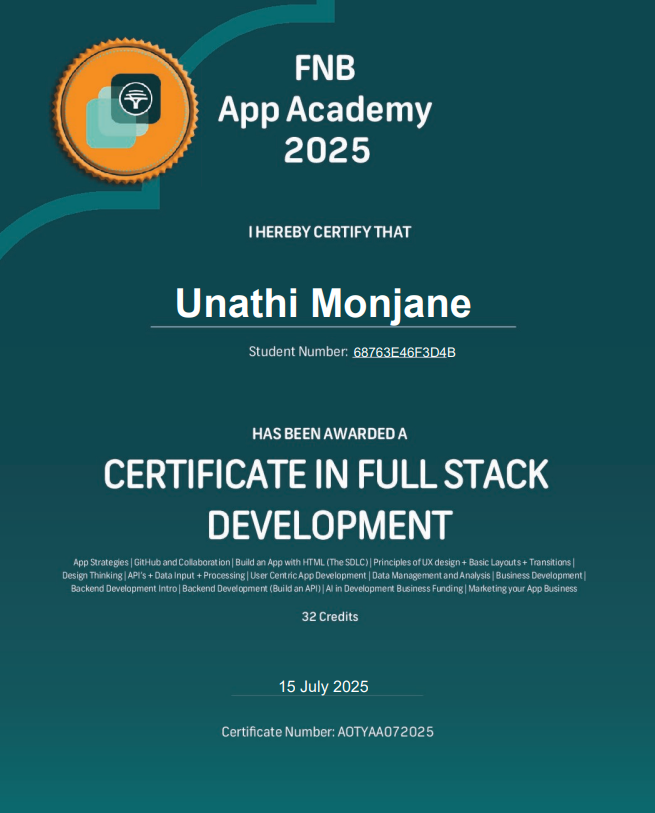 FNB
App Academy
2025
I HEREBY CERTIFY THAT
Unathi Monjane
Student Number: 68763E46F3D4B
HAS BEEN AWARDED A
CERTIFICATE IN FULL STACK
DEVELOPMENT
App Strategies | GitHub and Collaboration | Build an App with HTML (The SDLC) | Principles of UX design + Basic Layouts + Transitions |
Design Thinking | API's + Data Input + Processing | User Centric App Development | Data Management and Analysis | Business Development |
Backend Development Intro | Backend Development (Build an API) | AI in Development Business Funding | Marketing your App Business
32 Credits
15 July 2025
Certificate Number: AOTYAA072025